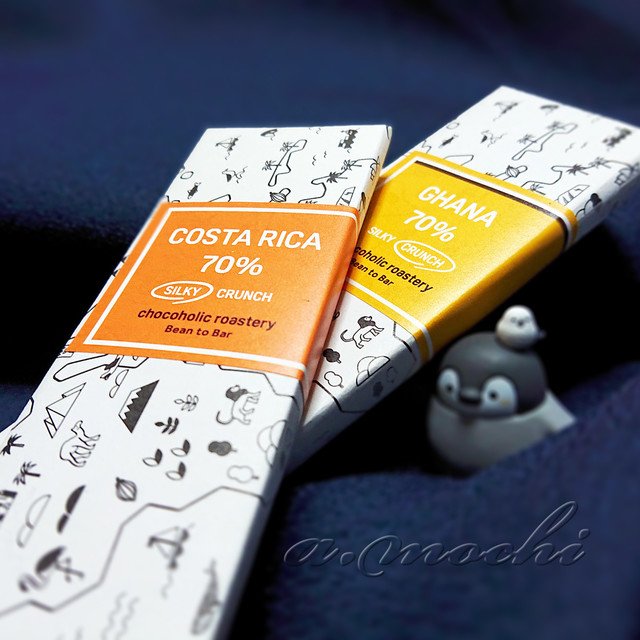 COSTA RICA
70%
SILKY CRUNCH
chocoholic roastery
Bean to Bar
GHANA
70%
SILKY CRUNCH
coholic roastery
Bean to Bar
a.mochi